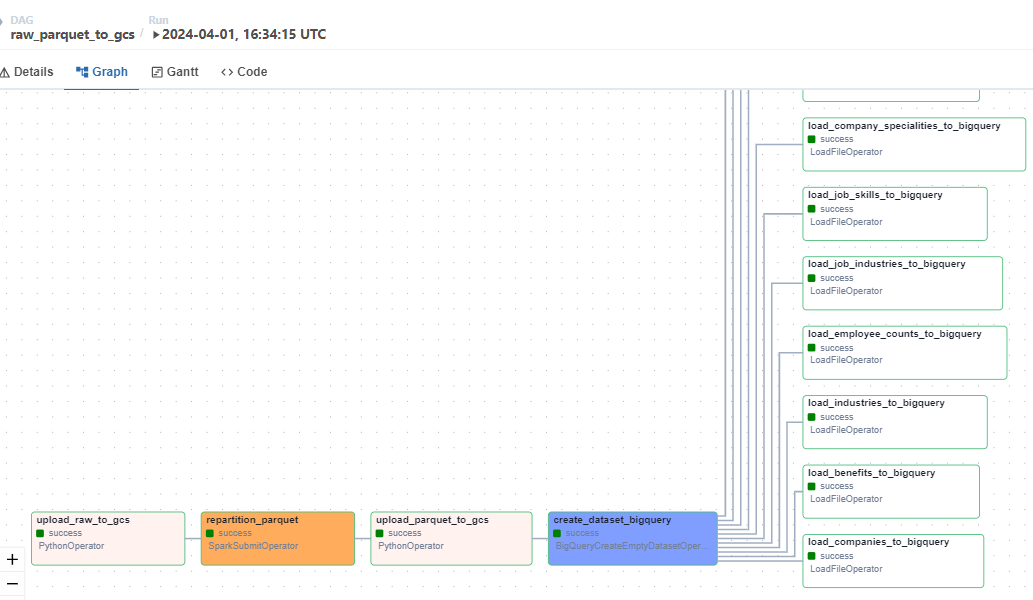 DAG
raw_parquet_to_gcs
/
Run
2024-04-01, 16:34:15 UTC
Details
Graph
Gantt
Code
load_company_specialities_to_bigquery
success
LoadFileOperator
load_job_skills_to_bigquery
success
LoadFileOperator
load_job_industries_to_bigquery
success
LoadFileOperator
load_employee_counts_to_bigquery
success
LoadFileOperator
load_industries_to_bigquery
success
LoadFileOperator
load_benefits_to_bigquery
success
LoadFileOperator
upload_raw_to_gcs
success
PythonOperator
repartition_parquet
success
SparkSubmitOperator
upload_parquet_to_gcs
success
PythonOperator
create_dataset_bigquery
success
BigQueryCreateEmptyDatasetOper...
load_companies_to_bigquery
success
LoadFileOperator
+
−